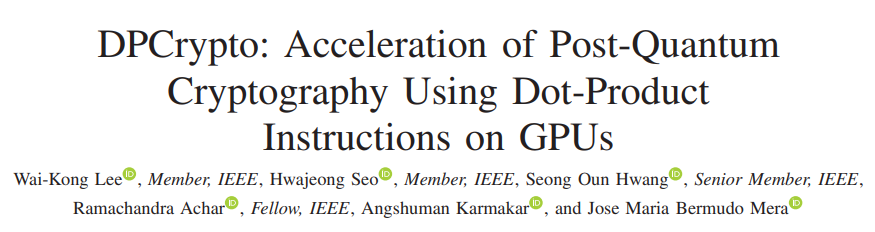 DPCrypto: Acceleration of Post-Quantum
Cryptography Using Dot-Product
Instructions on GPUs
Wai-Kong Lee, Member, IEEE, Hwajeong Seo, Member, IEEE, Seong Oun Hwang, Senior Member, IEEE,
Ramachandra Achar, Fellow, IEEE, Angshuman Karmakar, and Jose Maria Bermudo Mera